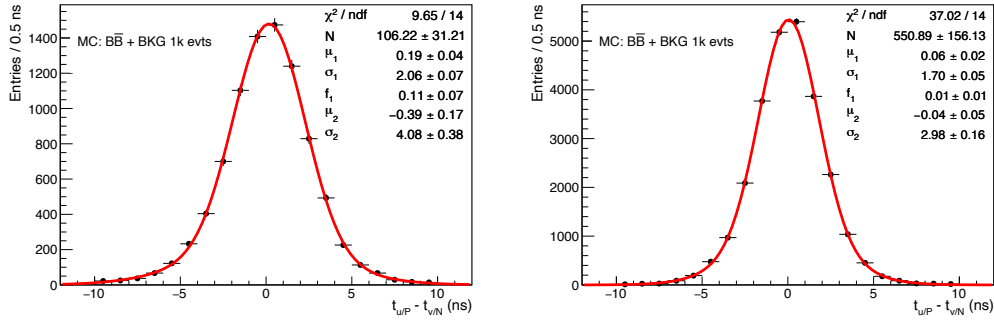 Entries / 0.5 ns
MC: BB̅ + BKG 1k evts
χ² / ndf 9.65 / 14
N 106.22 ± 31.21
μ₁ 0.19 ± 0.04
σ₁ 2.06 ± 0.07
f₁ 0.11 ± 0.07
μ₂ −0.39 ± 0.17
σ₂ 4.08 ± 0.38
1400
1200
1000
800
600
400
200
0
−10 −5 0 5 10
t_u/P - t_v/N (ns)
Entries / 0.5 ns
MC: BB̅ + BKG 1k evts
χ² / ndf 37.02 / 14
N 550.89 ± 156.13
μ₁ 0.06 ± 0.02
σ₁ 1.70 ± 0.05
f₁ 0.01 ± 0.01
μ₂ −0.04 ± 0.05
σ₂ 2.98 ± 0.16
5000
4000
3000
2000
1000
0
−10 −5 0 5 10
t_u/P - t_v/N (ns)